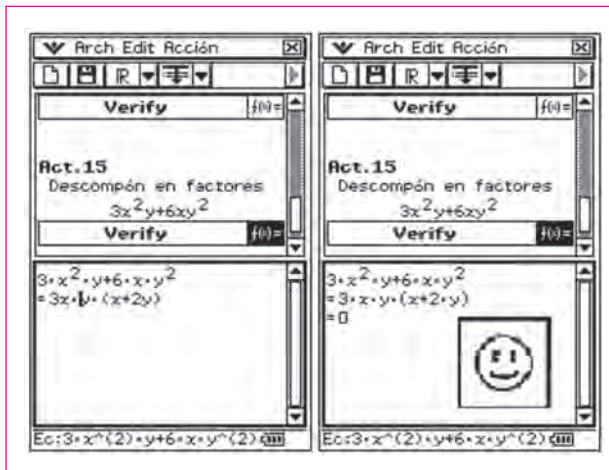 Arch Edit Acción
Verify
Act.15
Descompón en factores
3x²y+6xy²
Verify
3·x²·y+6·x·y²
=3x·y·(x+2y)
Ec:3·x^(2)·y+6·x·y^(2)
Arch Edit Acción
Verify
Act.15
Descompón en factores
3x²y+6xy²
Verify
3·x²·y+6·x·y²
=3·x·y·(x+2·y)
=▯
Ec:3·x^(2)·y+6·x·y^(2)